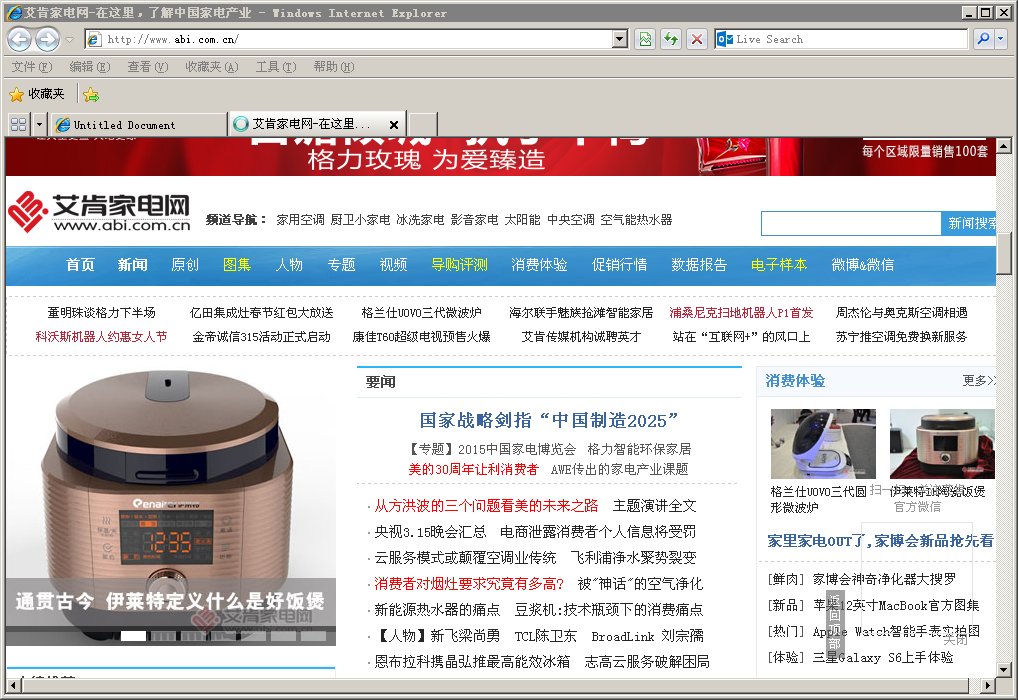 艾肯家电网-在这里，了解中国家电产业 - Windows Internet Explorer
http://www.abi.com.cn/
Live Search
文件(F) 编辑(E) 查看(V) 收藏夹(A) 工具(T) 帮助(H)
收藏夹
Untitled Document
艾肯家电网-在这里...
格力玫瑰 为爱臻造
每个区域限量销售100套
艾肯家电网
www.abi.com.cn
频道导航： 家用空调 厨卫小家电 冰洗家电 影音家电 太阳能 中央空调 空气能热水器
新闻搜索
首页 新闻 原创 图集 人物 专题 视频 导购评测 消费体验 促销行情 数据报告 电子样本 微博&微信
董明珠谈格力下半场 亿田集成灶春节红包大放送 格兰仕UOVO三代微波炉 海尔联手魅族抢滩智能家居 浦桑尼克扫地机器人P1首发 周杰伦与奥克斯空调相遇
科沃斯机器人约惠女人节 金帝诚信315活动正式启动 康佳T60超级电视预售火爆 艾肯传媒机构诚聘英才 站在“互联网+”的风口上 苏宁推空调免费换新服务
Enaiter
通贯古今 伊莱特定义什么是好饭煲
艾肯家电网
要闻
国家战略剑指“中国制造2025”
【专题】2015中国家电博览会 格力智能环保家居
美的30周年让利消费者 AWE传出的家电产业课题
· 从方洪波的三个问题看美的未来之路 主题演讲全文
· 央视3.15晚会汇总 电商泄露消费者个人信息将受罚
· 云服务模式或颠覆空调业传统 飞利浦净水聚势裂变
· 消费者对烟灶要求究竟有多高? 被"神话"的空气净化
· 新能源热水器的痛点 豆浆机:技术瓶颈下的消费痛点
· 【人物】新飞梁尚勇 TCL陈卫东 BroadLink 刘宗孺
· 恩布拉科携晶弘推最高能效冰箱 志高云服务破解困局
消费体验
更多>>
格兰仕UOVO三代圆形微波炉
伊莱特IH陶瓷饭煲
官方微信
家里家电OUT了,家博会新品抢先看
[鲜肉] 家博会神奇净化器大搜罗
[新品] 苹果12英寸MacBook官方图集
[热门] Apple Watch智能手表实拍图
[体验] 三星Galaxy S6上手体验
返回顶部
关闭